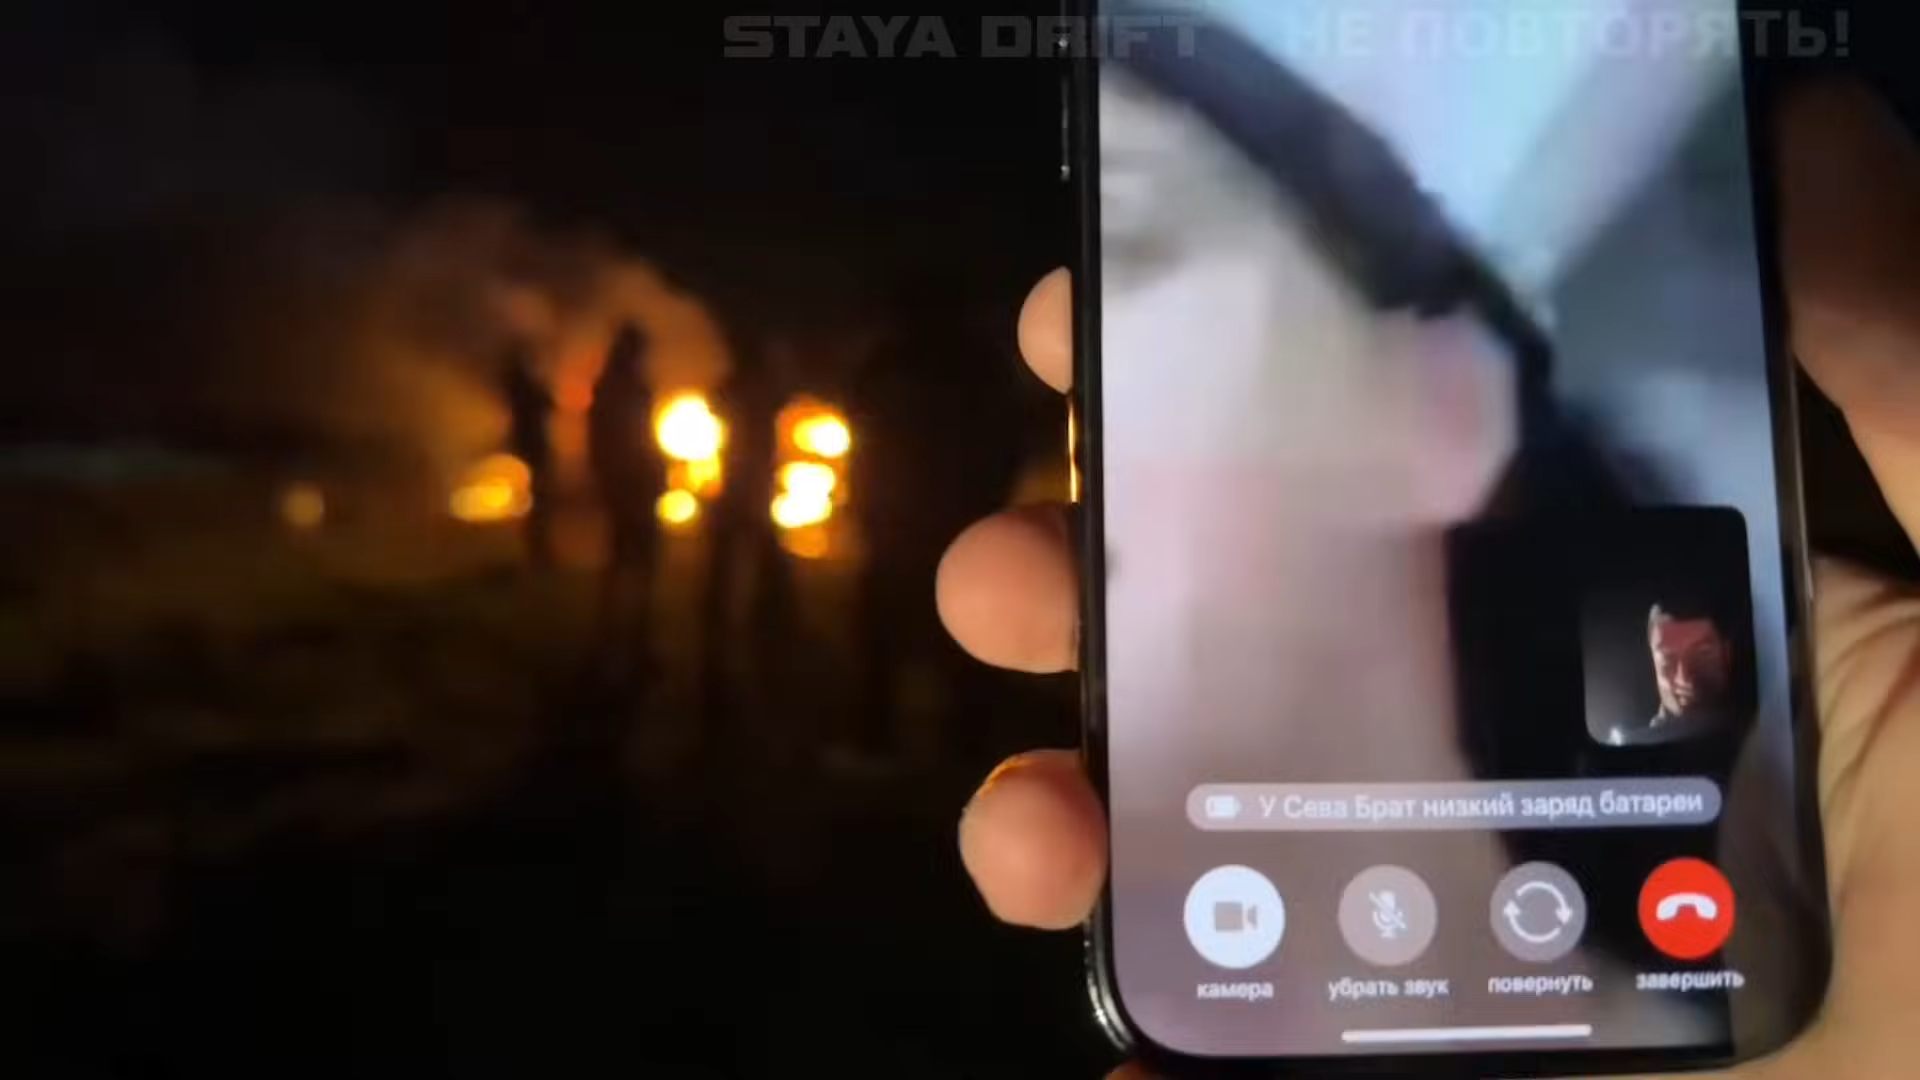 STAYA DRIFT НЕ ПОВТОРЯТЬ!
У Сева Брат низкий заряд батареи
камера
убрать звук
повернуть
завершить